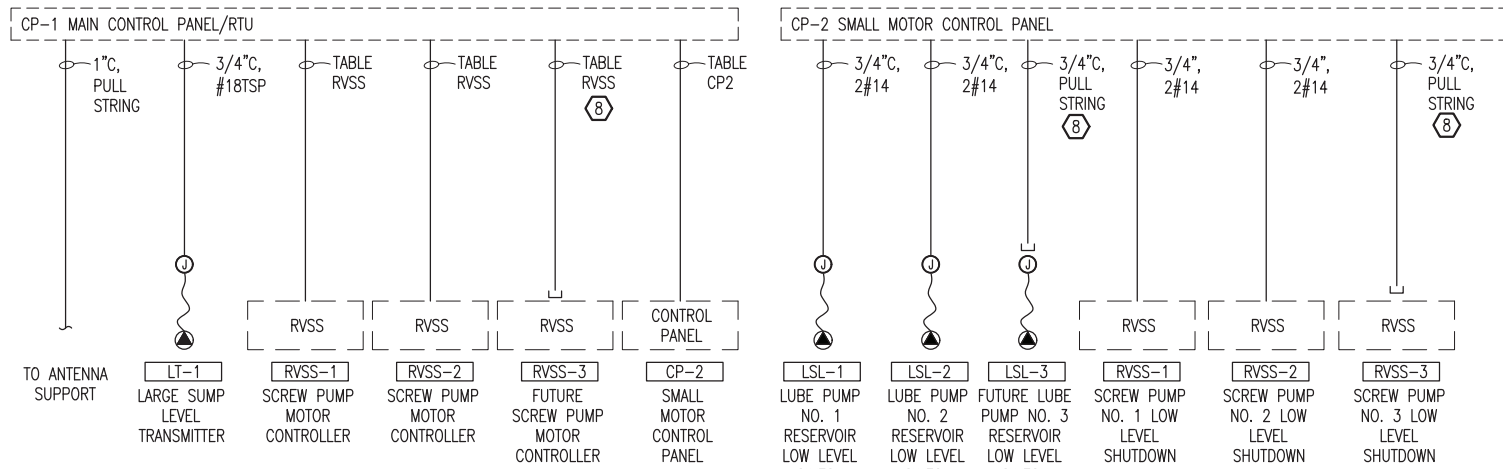 CP-1 MAIN CONTROL PANEL/RTU
1"C,
PULL
STRING
3/4"C,
#18TSP
TABLE
RVSS
TABLE
RVSS
TABLE
RVSS
8
TABLE
CP2
J
RVSS
RVSS
RVSS
CONTROL
PANEL
TO ANTENNA
SUPPORT
LT-1
LARGE SUMP
LEVEL
TRANSMITTER
RVSS-1
SCREW PUMP
MOTOR
CONTROLLER
RVSS-2
SCREW PUMP
MOTOR
CONTROLLER
RVSS-3
FUTURE
SCREW PUMP
MOTOR
CONTROLLER
CP-2
SMALL
MOTOR
CONTROL
PANEL
CP-2 SMALL MOTOR CONTROL PANEL
3/4"C,
2#14
3/4"C,
2#14
3/4"C,
PULL
STRING
8
3/4",
2#14
3/4",
2#14
3/4"C,
PULL
STRING
8
J
J
J
RVSS
RVSS
RVSS
LSL-1
LUBE PUMP
NO. 1
RESERVOIR
LOW LEVEL
LSL-2
LUBE PUMP
NO. 2
RESERVOIR
LOW LEVEL
LSL-3
FUTURE LUBE
PUMP NO. 3
RESERVOIR
LOW LEVEL
RVSS-1
SCREW PUMP
NO. 1 LOW
LEVEL
SHUTDOWN
RVSS-2
SCREW PUMP
NO. 2 LOW
LEVEL
SHUTDOWN
RVSS-3
SCREW PUMP
NO. 3 LOW
LEVEL
SHUTDOWN